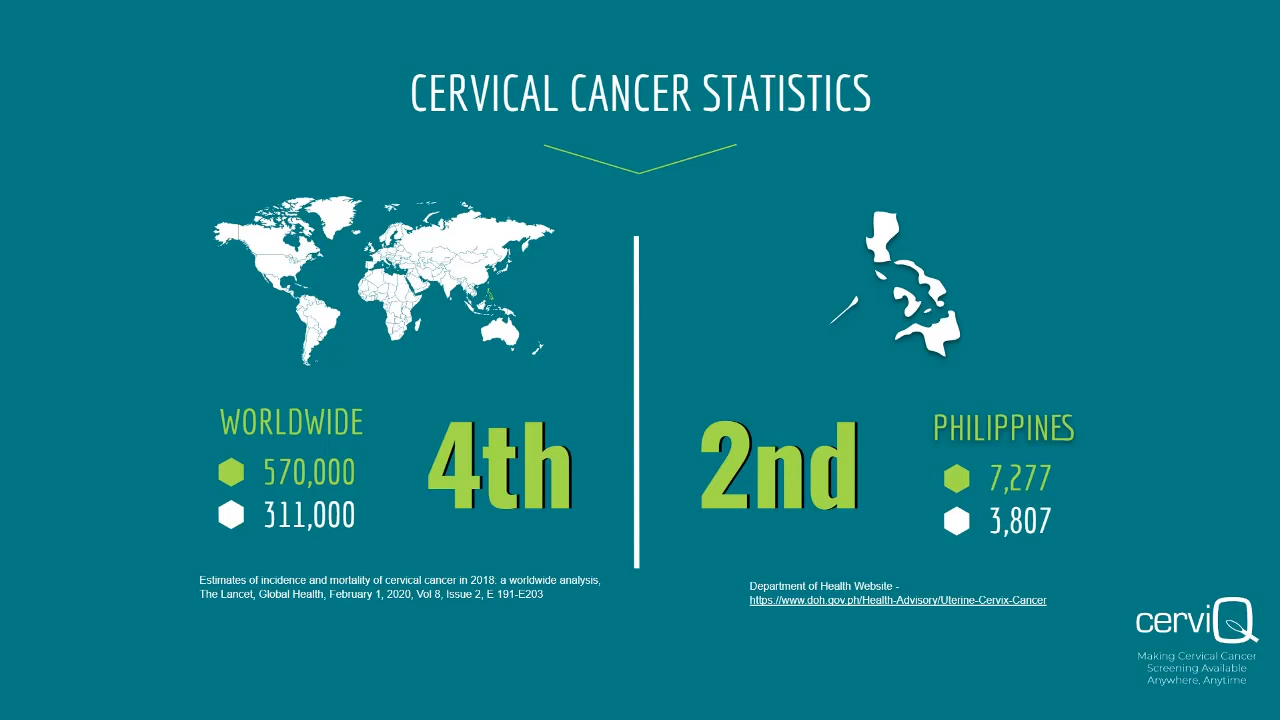 CERVICAL CANCER STATISTICS
WORLDWIDE
570,000
311,000
4th
Estimates of incidence and mortality of cervical cancer in 2018: a worldwide analysis,
The Lancet, Global Health, February 1, 2020, Vol 8, Issue 2, E 191-E203
2nd
PHILIPPINES
7,277
3,807
Department of Health Website -
https://www.doh.gov.ph/Health-Advisory/Uterine-Cervix-Cancer
cerviQ
Making Cervical Cancer
Screening Available
Anywhere, Anytime